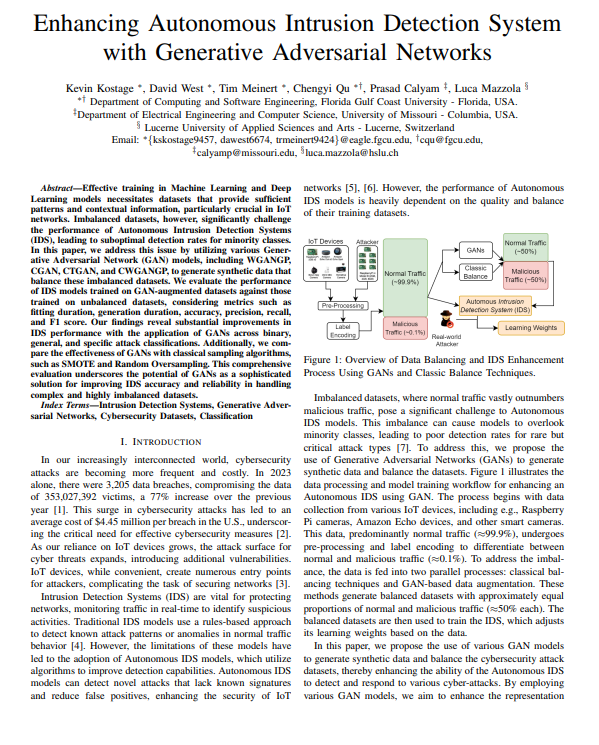 Enhancing Autonomous Intrusion Detection System
with Generative Adversarial Networks
Kevin Kostage *, David West *, Tim Meinert *, Chengyi Qu *†, Prasad Calyam ‡, Luca Mazzola §
*† Department of Computing and Software Engineering, Florida Gulf Coast University - Florida, USA.
‡Department of Electrical Engineering and Computer Science, University of Missouri - Columbia, USA.
§ Lucerne University of Applied Sciences and Arts - Lucerne, Switzerland
Email: *{kskostage9457, dawest6674, trmeinert9424}@eagle.fgcu.edu, †cqu@fgcu.edu,
‡calyamp@missouri.edu, §luca.mazzola@hslu.ch
Abstract—Effective training in Machine Learning and Deep
Learning models necessitates datasets that provide sufficient
patterns and contextual information, particularly crucial in IoT
networks. Imbalanced datasets, however, significantly challenge
the performance of Autonomous Intrusion Detection Systems
(IDS), leading to suboptimal detection rates for minority classes.
In this paper, we address this issue by utilizing various Gener-
ative Adversarial Network (GAN) models, including WGANGP,
CGAN, CTGAN, and CWGANGP, to generate synthetic data that
balance these imbalanced datasets. We evaluate the performance
of IDS models trained on GAN-augmented datasets against those
trained on unbalanced datasets, considering metrics such as
fitting duration, generation duration, accuracy, precision, recall,
and F1 score. Our findings reveal substantial improvements in
IDS performance with the application of GANs across binary,
general, and specific attack classifications. Additionally, we com-
pare the effectiveness of GANs with classical sampling algorithms,
such as SMOTE and Random Oversampling. This comprehensive
evaluation underscores the potential of GANs as a sophisticated
solution for improving IDS accuracy and reliability in handling
complex and highly imbalanced datasets.
Index Terms—Intrusion Detection Systems, Generative Adver-
sarial Networks, Cybersecurity Datasets, Classification
I. INTRODUCTION
In our increasingly interconnected world, cybersecurity
attacks are becoming more frequent and costly. In 2023
alone, there were 3,205 data breaches, compromising the data
of 353,027,392 victims, a 77% increase over the previous
year [1]. This surge in cybersecurity attacks has led to an
average cost of $4.45 million per breach in the U.S., underscor-
ing the critical need for effective cybersecurity measures [2].
As our reliance on IoT devices grows, the attack surface for
cyber threats expands, introducing additional vulnerabilities.
IoT devices, while convenient, create numerous entry points
for attackers, complicating the task of securing networks [3].
Intrusion Detection Systems (IDS) are vital for protecting
networks, monitoring traffic in real-time to identify suspicious
activities. Traditional IDS models use a rules-based approach
to detect known attack patterns or anomalies in normal traffic
behavior [4]. However, the limitations of these models have
led to the adoption of Autonomous IDS models, which utilize
algorithms to improve detection capabilities. Autonomous IDS
models can detect novel attacks that lack known signatures
and reduce false positives, enhancing the security of IoT
networks [5], [6]. However, the performance of Autonomous
IDS models is heavily dependent on the quality and balance
of their training datasets.
IoT Devices
Attacker
Pre-Processing
Label
Encoding
Normal Traffic
(~99.9%)
Malicious
Traffic (~0.1%)
GANs
Classic
Balance
Normal Traffic
(~50%)
Malicious
Traffic
(~50%)
Autonomous Intrusion
Detection System (IDS)
Real-world
Attacker
Learning Weights
Figure 1: Overview of Data Balancing and IDS Enhancement
Process Using GANs and Classic Balance Techniques.
Imbalanced datasets, where normal traffic vastly outnumbers
malicious traffic, pose a significant challenge to Autonomous
IDS models. This imbalance can cause models to overlook
minority classes, leading to poor detection rates for rare but
critical attack types [7]. To address this, we propose the
use of Generative Adversarial Networks (GANs) to generate
synthetic data and balance the datasets. Figure 1 illustrates the
data processing and model training workflow for enhancing an
Autonomous IDS using GAN. The process begins with data
collection from various IoT devices, including e.g., Raspberry
Pi cameras, Amazon Echo devices, and other smart cameras.
This data, predominantly normal traffic (≈99.9%), undergoes
pre-processing and label encoding to differentiate between
normal and malicious traffic (≈0.1%). To address the imbal-
ance, the data is fed into two parallel processes: classical bal-
ancing techniques and GAN-based data augmentation. These
methods generate balanced datasets with approximately equal
proportions of normal and malicious traffic (≈50% each). The
balanced datasets are then used to train the IDS, which adjusts
its learning weights based on the data.
In this paper, we propose the use of various GAN models
to generate synthetic data and balance the cybersecurity attack
datasets, thereby enhancing the ability of the Autonomous IDS
to detect and respond to various cyber-attacks. By employing
various GAN models, we aim to enhance the representation